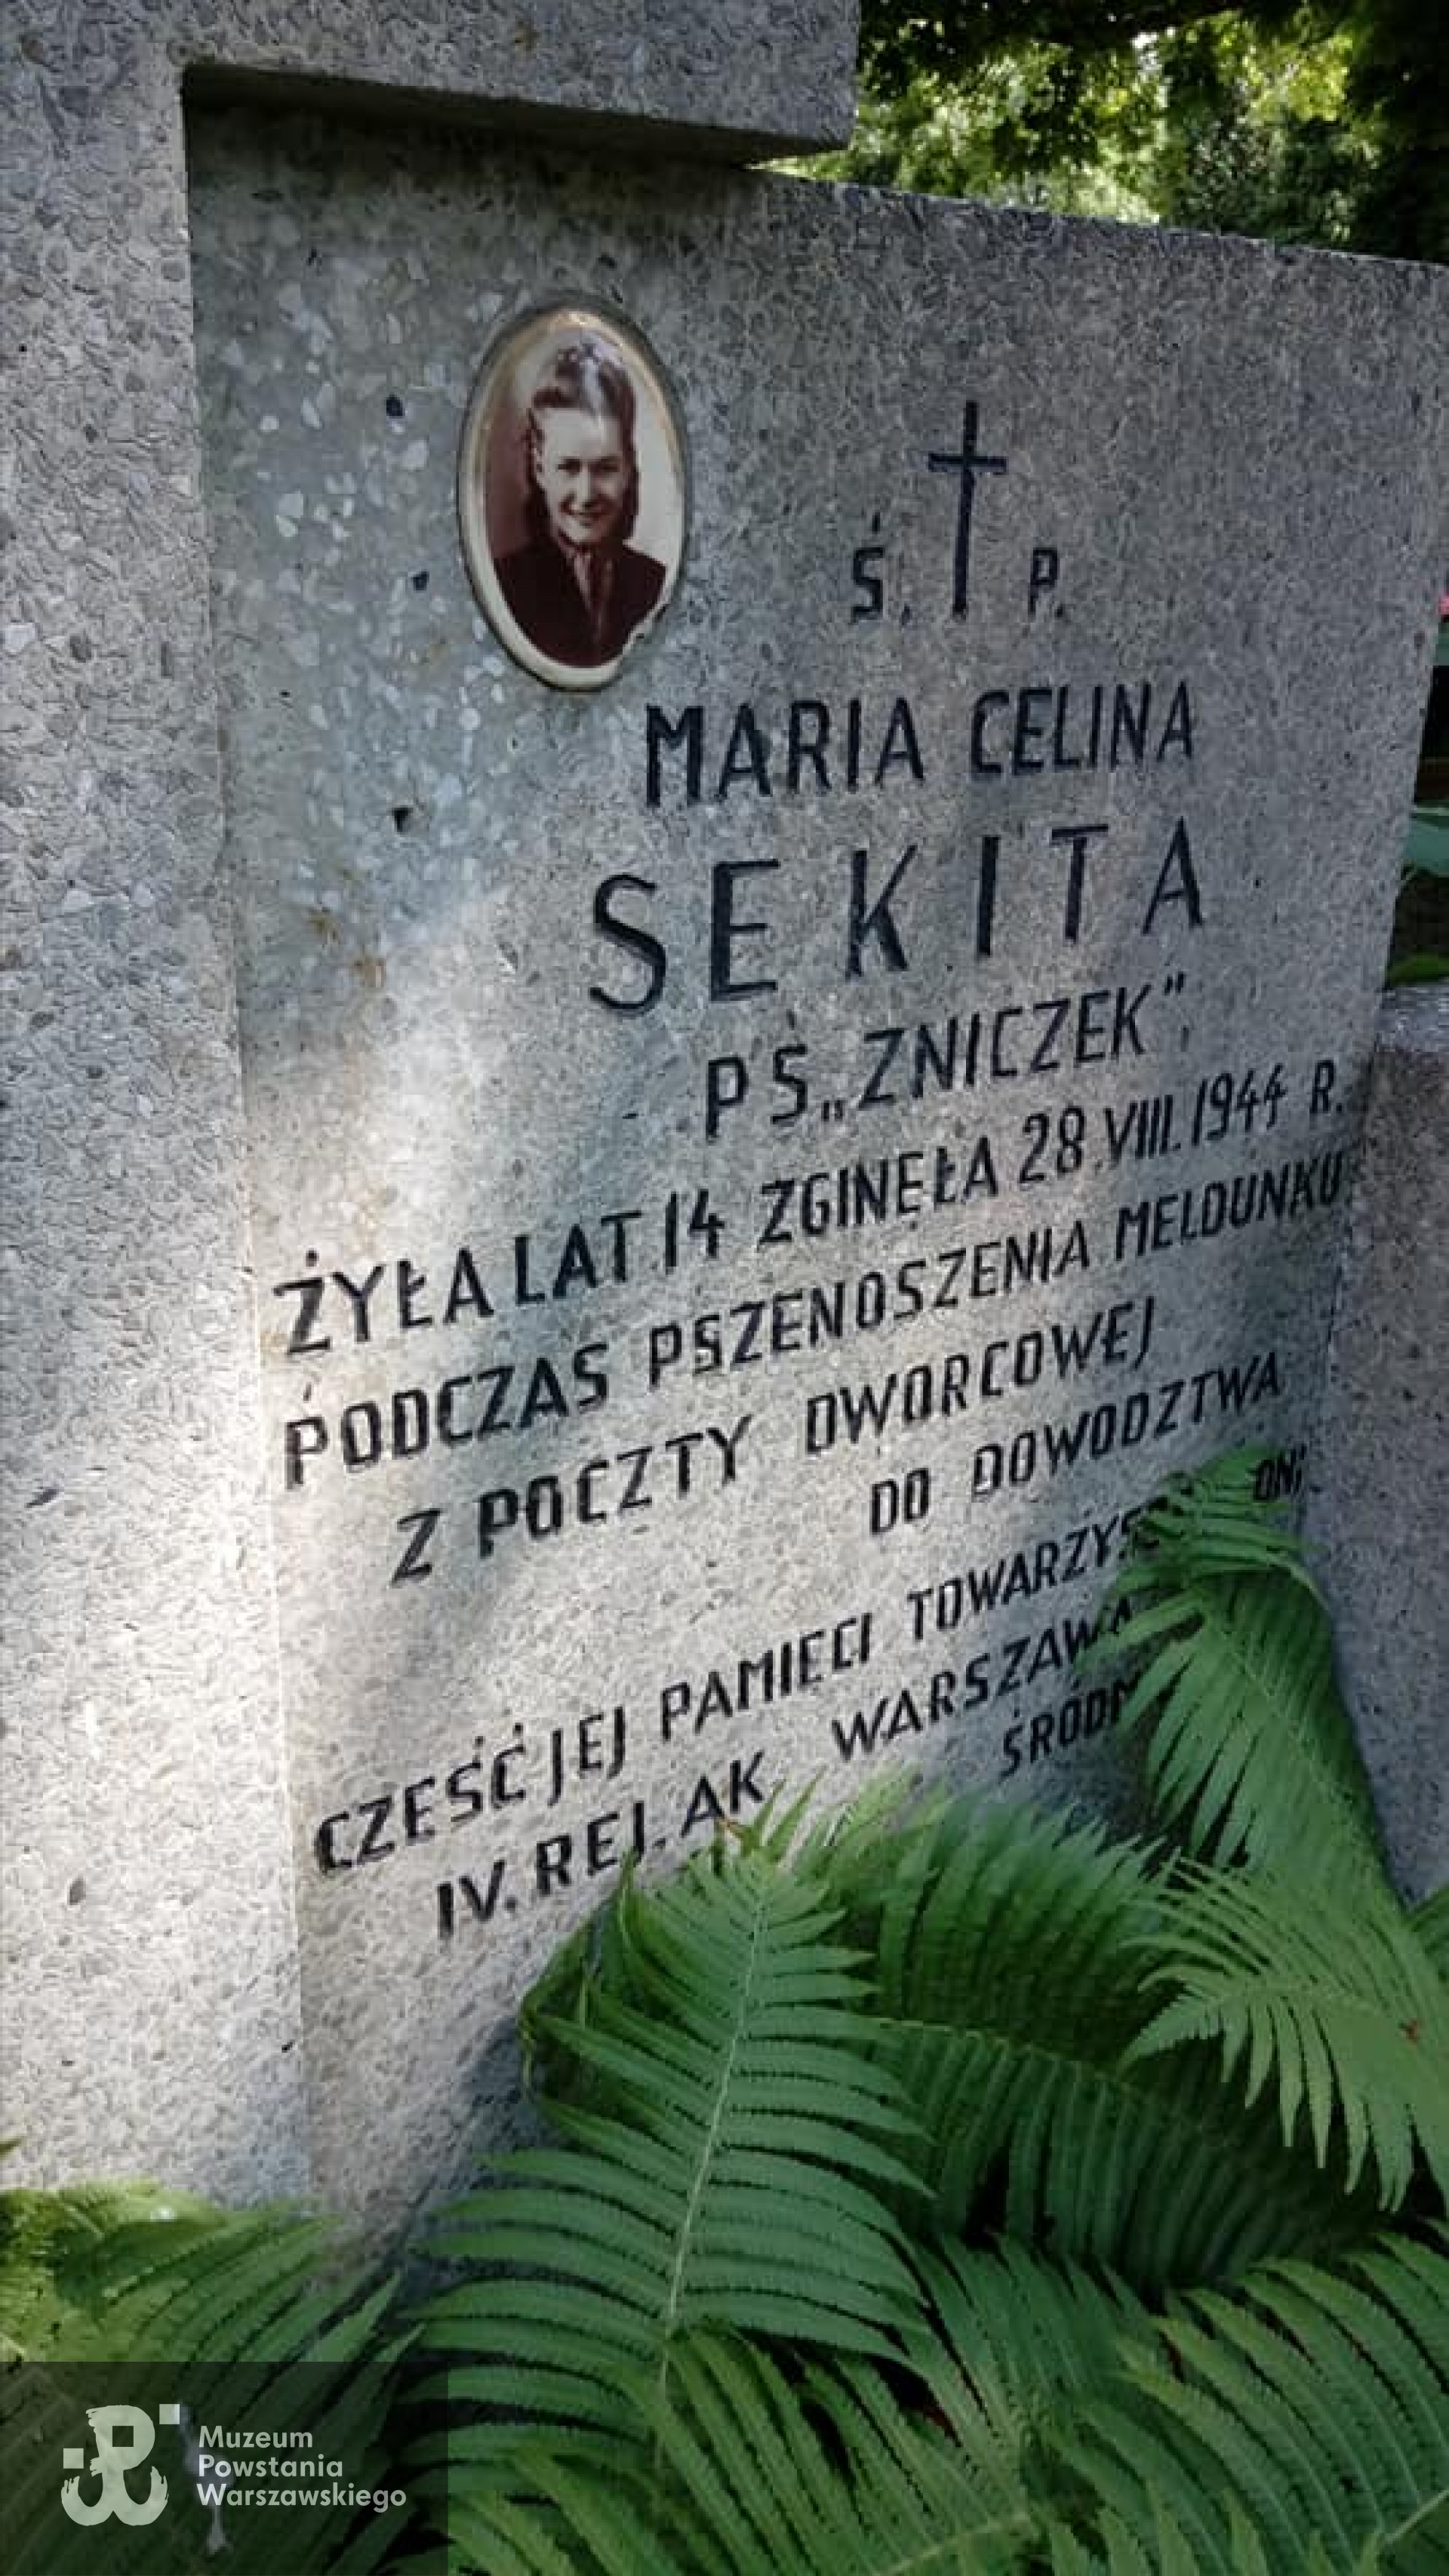 Ś. P.
MARIA CELINA
SEKITA
PS „ZNICZEK"
ŻYŁA LAT 14 ZGINĘŁA 28.VIII.1944 R.
PODCZAS PSZENOSZENIA MELDUNKU
Z POCZTY DWORCOWEJ
DO DOWODZTWA
CZEŚĆ JEJ PAMIĘCI
IV. REJ. AK WARSZAWA
Muzeum
Powstania
Warszawskiego